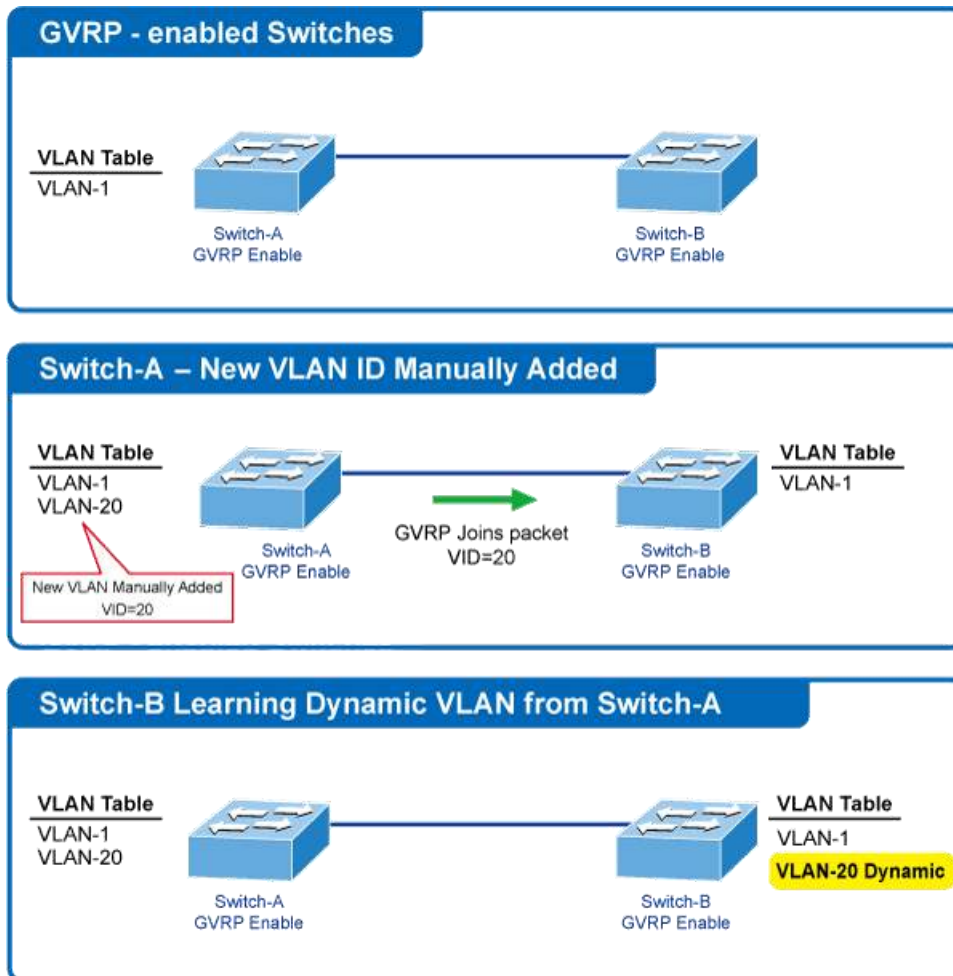 GVRP - enabled Switches
VLAN Table
VLAN-1
Switch-A
GVRP Enable
Switch-B
GVRP Enable
Switch-A – New VLAN ID Manually Added
VLAN Table
VLAN-1
VLAN-20
New VLAN Manually Added
VID=20
Switch-A
GVRP Enable
GVRP Joins packet
VID=20
Switch-B
GVRP Enable
VLAN Table
VLAN-1
Switch-B Learning Dynamic VLAN from Switch-A
VLAN Table
VLAN-1
VLAN-20
Switch-A
GVRP Enable
Switch-B
GVRP Enable
VLAN Table
VLAN-1
VLAN-20 Dynamic